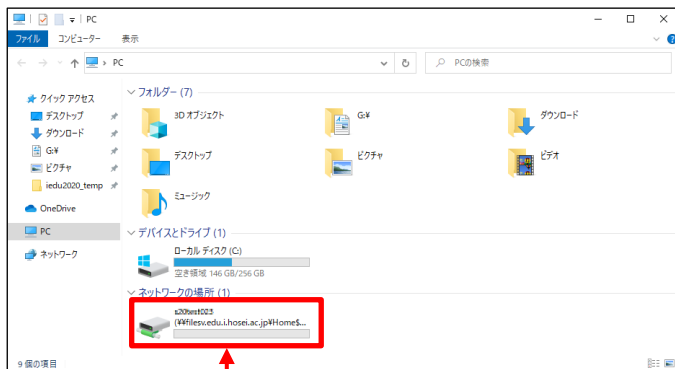 PC
ファイル コンピューター 表示
PC
PCの検索
クイック アクセス
デスクトップ
ダウンロード
G:¥
ピクチャ
iedu2020_temp
OneDrive
PC
ネットワーク
フォルダー (7)
3D オブジェクト
G:¥
ダウンロード
デスクトップ
ピクチャ
ビデオ
ミュージック
デバイスとドライブ (1)
ローカル ディスク (C:)
空き領域 146 GB/256 GB
ネットワークの場所 (1)
s20test023
(¥¥filesv.edu.i.hosei.ac.jp¥Home$...
9 個の項目